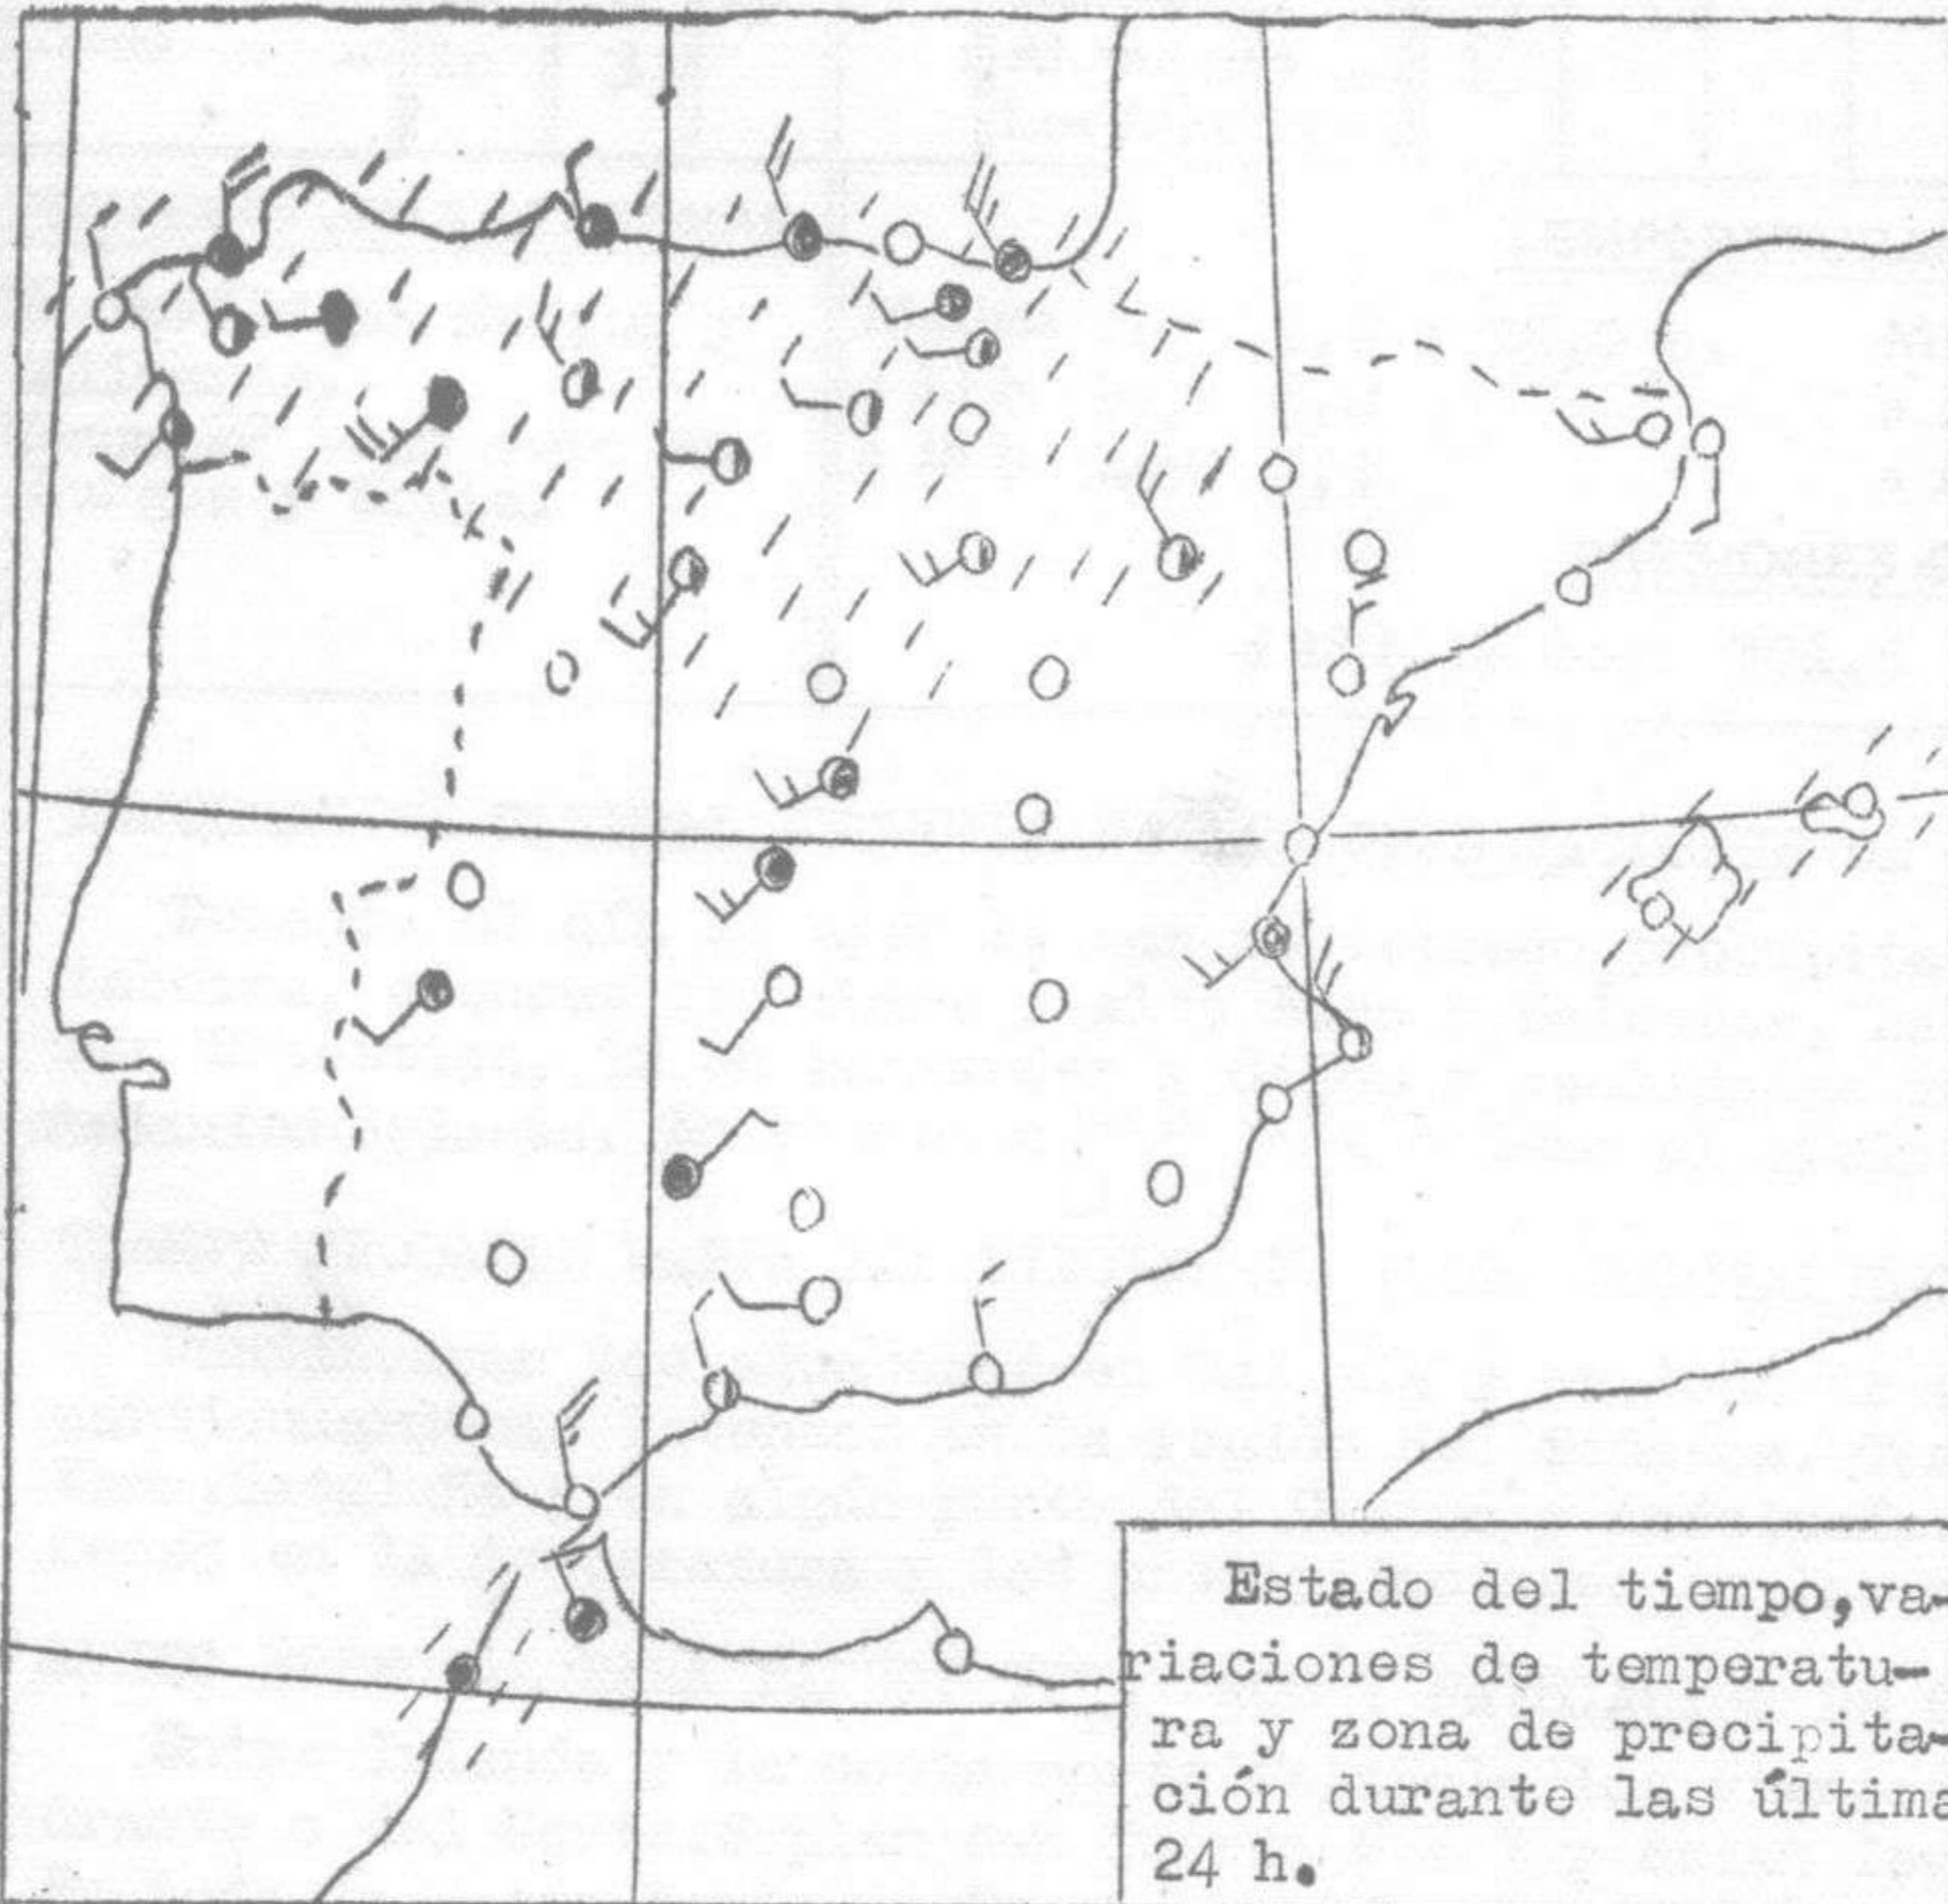 Estado del tiempo,va-
riaciones de temperatu-
ra y zona de precipita-
ción durante las última
24 h.